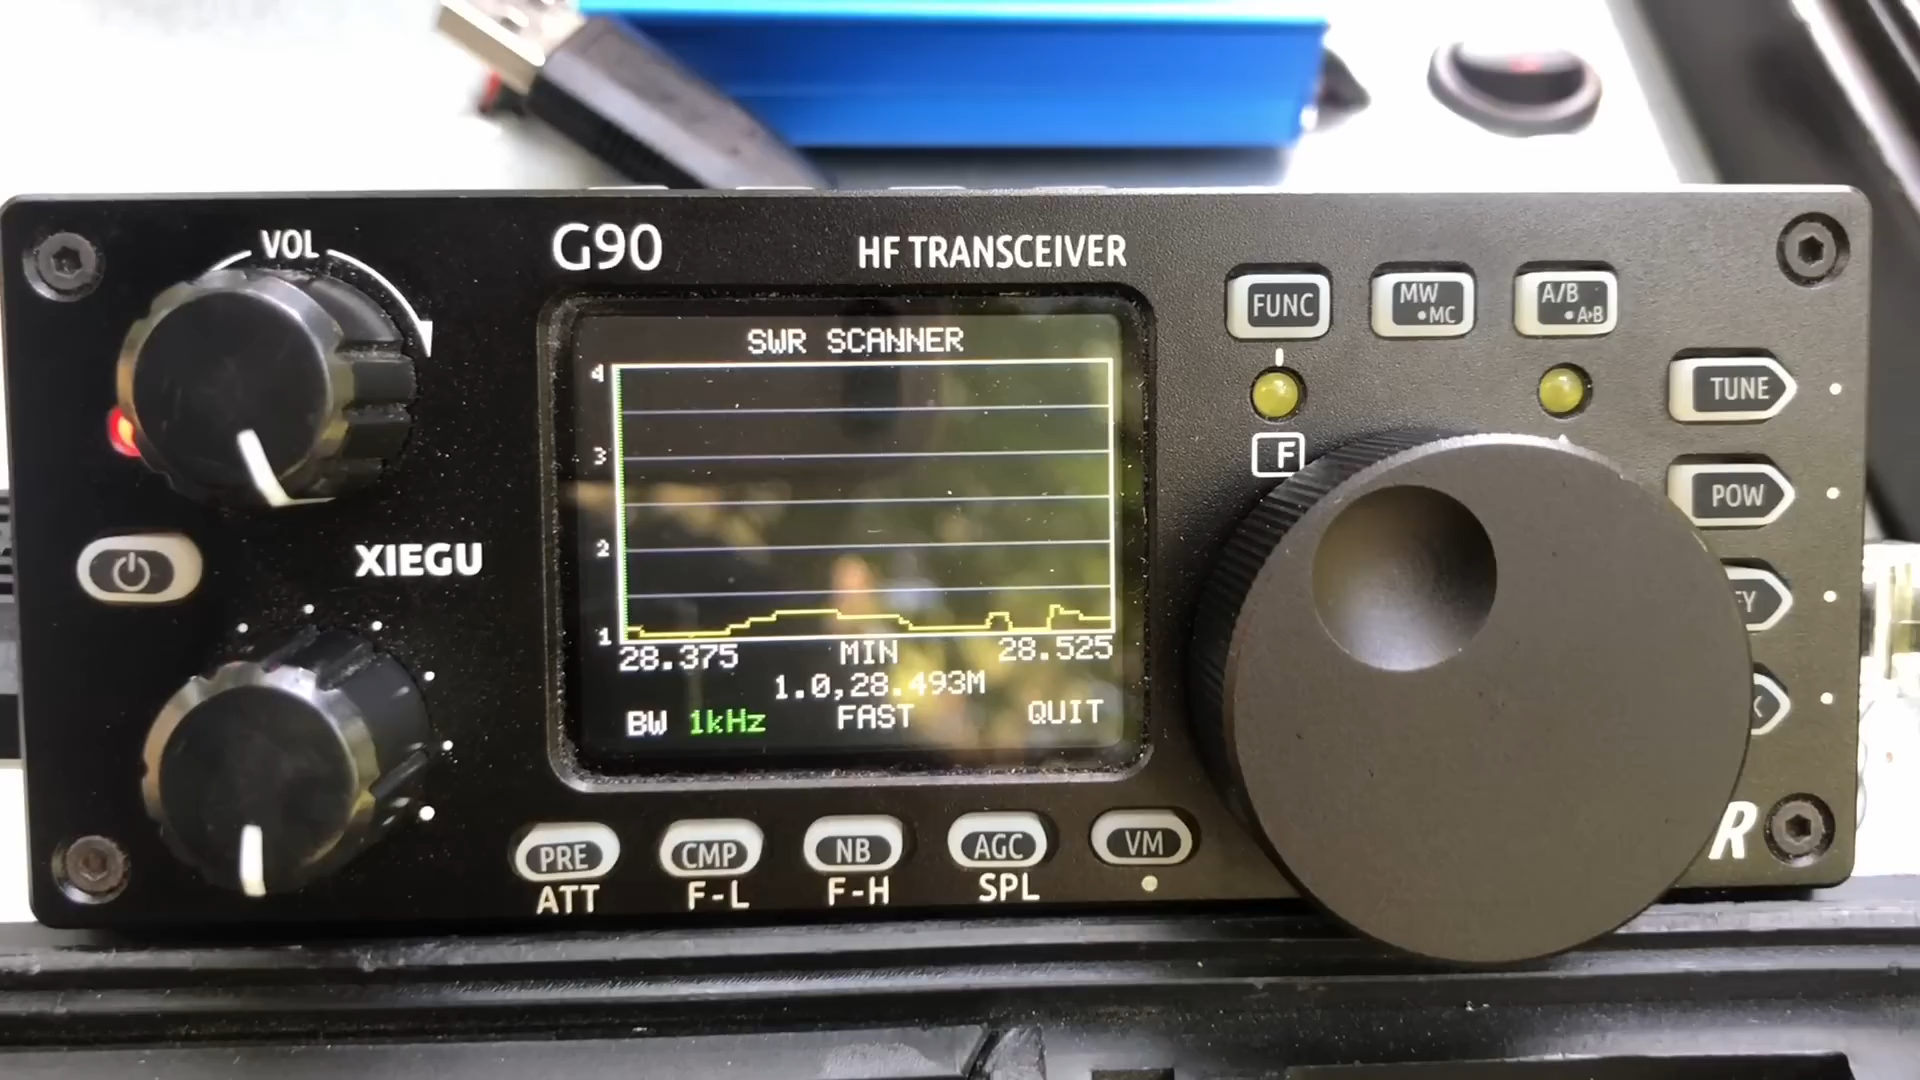 VOL
G90
HF TRANSCEIVER
FUNC
MW
MC
A/B
A▸B
SWR SCANNER
4
3
2
1
28.375
MIN
28.525
1.0,28.493M
BW 1kHz
FAST
QUIT
F
TUNE
POW
XIEGU
PRE
CMP
NB
AGC
VM
ATT
F-L
F-H
SPL
R